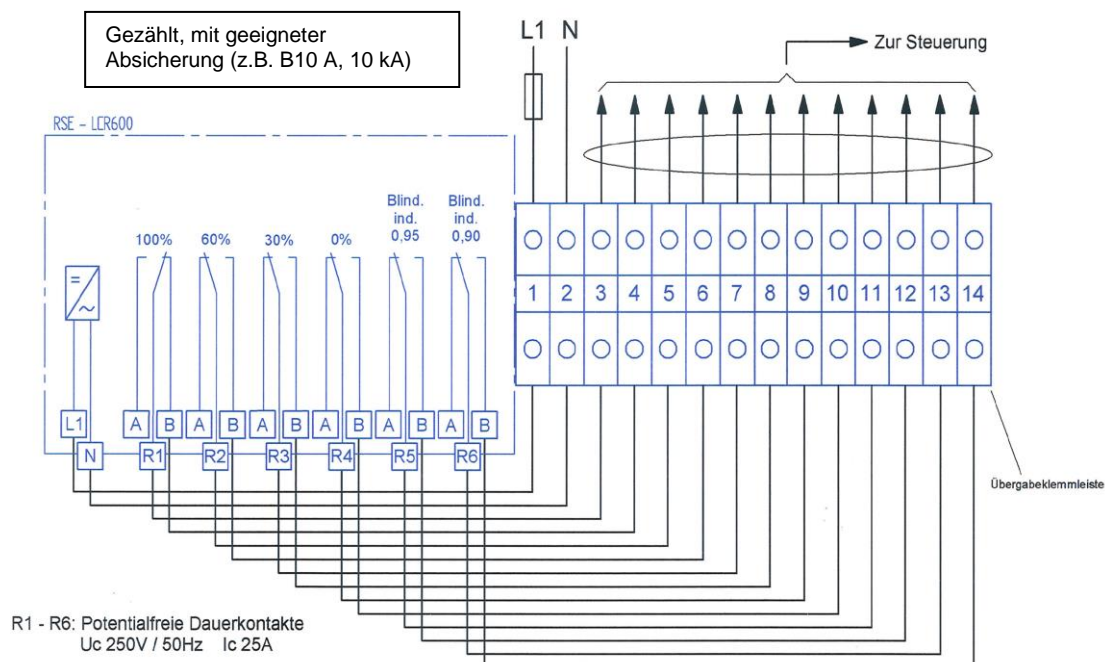 Gezählt, mit geeigneter
Absicherung (z.B. B10 A, 10 kA)
L1 N
Zur Steuerung
RSE - LCR600
100% 60% 30% 0%
Blind.
ind.
0,95
Blind.
ind.
0,90
=
~
1 2 3 4 5 6 7 8 9 10 11 12 13 14
L1 A B A B A B A B A B A B
N R1 R2 R3 R4 R5 R6
Übergabeklemmleiste
R1 - R6: Potentialfreie Dauerkontakte
Uc 250V / 50Hz Ic 25A